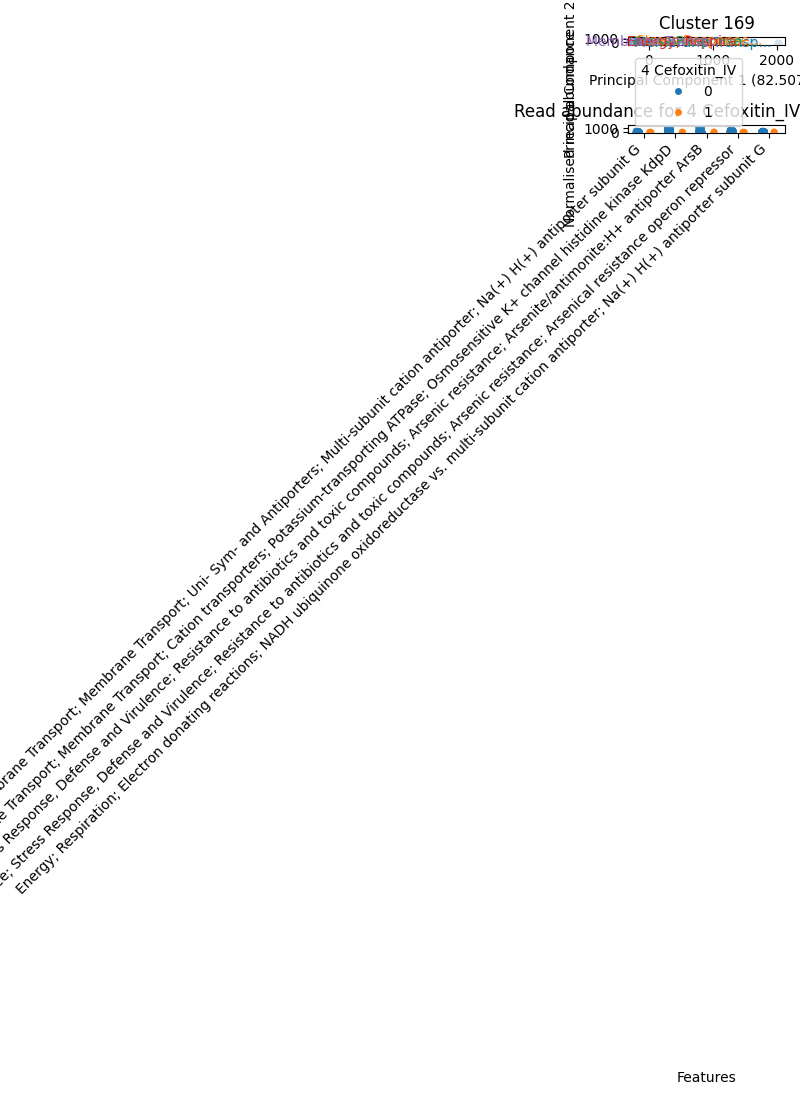 Cluster 169
1000
0
0
1000
2000
Principal Component 2
Principal Component 1 (82.507
4 Cefoxitin_IV
0
1
Read abundance for 4 Cefoxitin_IV
1000
0
Normalised read abundance
brane Transport; Membrane Transport; Uni- Sym- and Antiporters; Multi-subunit cation antiporter; Na(+) H(+) antiporter subunit G
e Transport; Membrane Transport; Cation transporters; Potassium-transporting ATPase; Osmosensitive K+ channel histidine kinase KdpD
s Response, Defense and Virulence; Resistance to antibiotics and toxic compounds; Arsenic resistance; Arsenite/antimonite:H+ antiporter ArsB
ce; Stress Response, Defense and Virulence; Resistance to antibiotics and toxic compounds; Arsenic resistance; Arsenical resistance operon repressor
Energy; Respiration; Electron donating reactions; NADH ubiquinone oxidoreductase vs. multi-subunit cation antiporter; Na(+) H(+) antiporter subunit G
Features